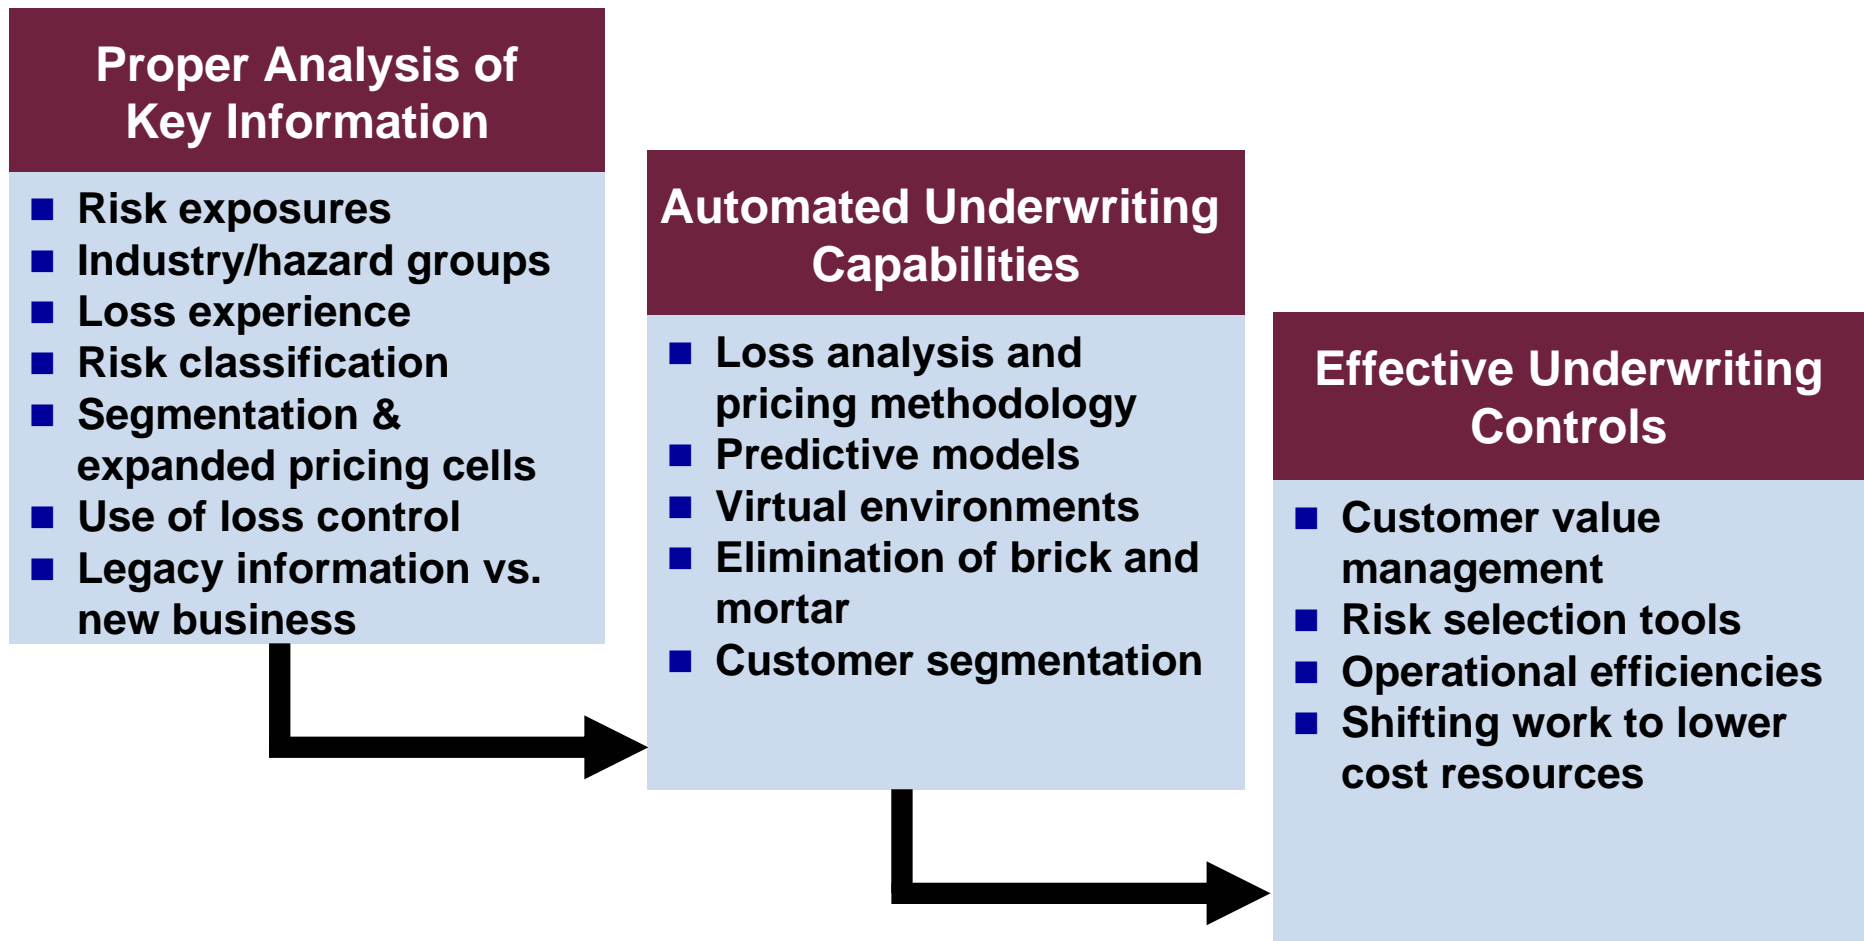 Proper Analysis of
Key Information
Risk exposures
Industry/hazard groups
Loss experience
Risk classification
Segmentation &
expanded pricing cells
Use of loss control
Legacy information vs.
new business
Automated Underwriting
Capabilities
Loss analysis and
pricing methodology
Predictive models
Virtual environments
Elimination of brick and
mortar
Customer segmentation
Effective Underwriting
Controls
Customer value
management
Risk selection tools
Operational efficiencies
Shifting work to lower
cost resources